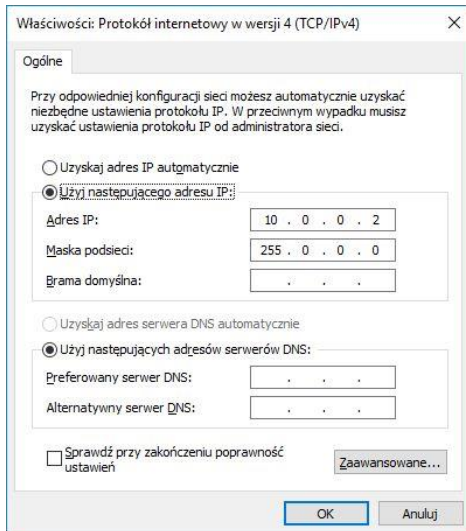 Właściwości: Protokół internetowy w wersji 4 (TCP/IPv4)
Ogólne
Przy odpowiedniej konfiguracji sieci możesz automatycznie uzyskać
niezbędne ustawienia protokołu IP. W przeciwnym wypadku musisz
uzyskać ustawienia protokołu IP od administratora sieci.
Uzyskaj adres IP automatycznie
Użyj następującego adresu IP:
Adres IP: 10 . 0 . 0 . 2
Maska podsieci: 255 . 0 . 0 . 0
Brama domyślna: . . .
Uzyskaj adres serwera DNS automatycznie
Użyj następujących adresów serwerów DNS:
Preferowany serwer DNS: . . .
Alternatywny serwer DNS: . . .
Sprawdź przy zakończeniu poprawność
ustawień
Zaawansowane...
OK Anuluj